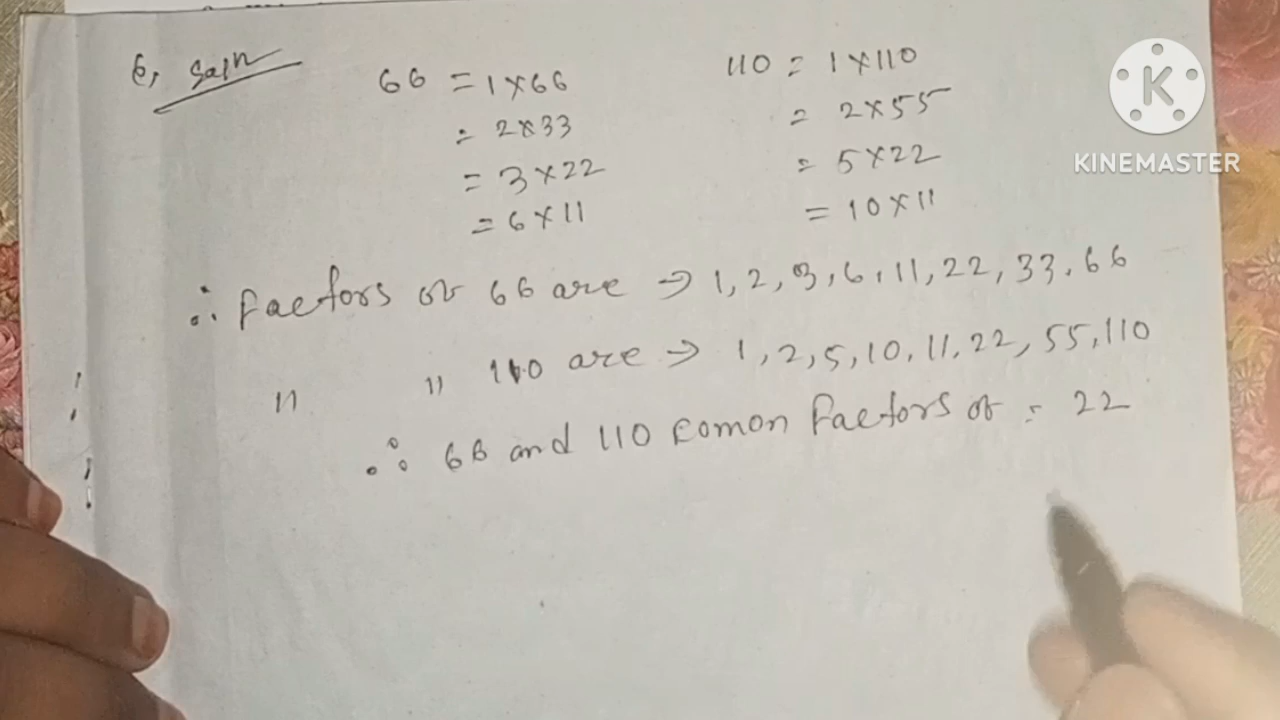 6, Soln
66 = 1×66
= 2×33
= 3×22
= 6×11
110 = 1×110
= 2×55
= 5×22
= 10×11
∴ Factors of 66 are → 1, 2, 3, 6, 11, 22, 33, 66
" " 110 are → 1, 2, 5, 10, 11, 22, 55, 110
∴ 66 and 110 comon Factors of = 22
K
KINEMASTER